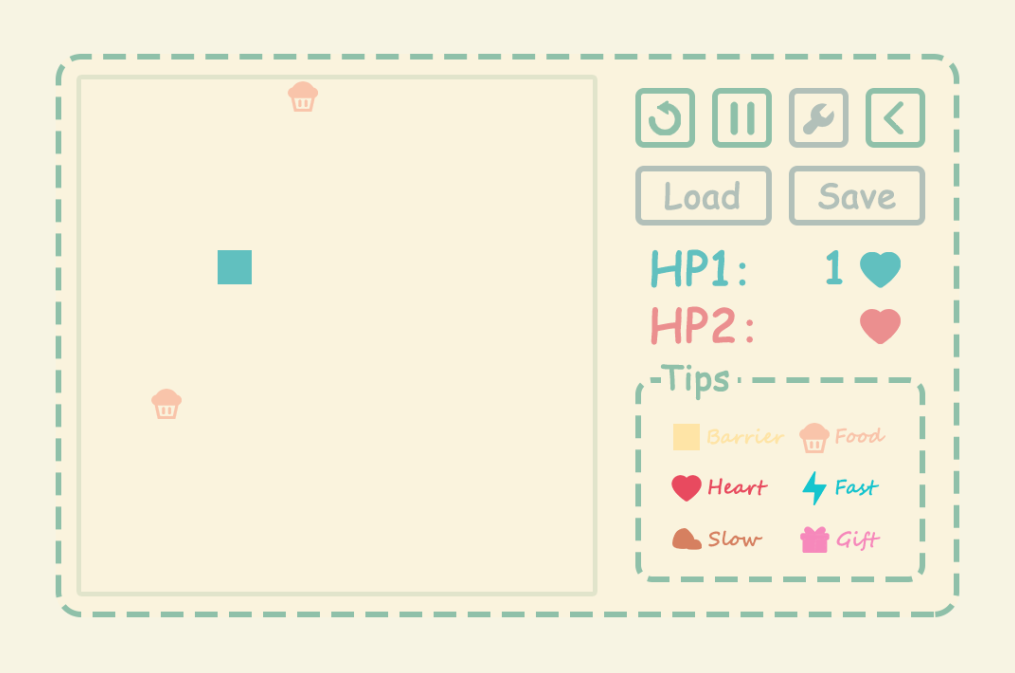 Load Save
HP1: 1
HP2:
Tips
Barrier Food
Heart Fast
Slow Gift